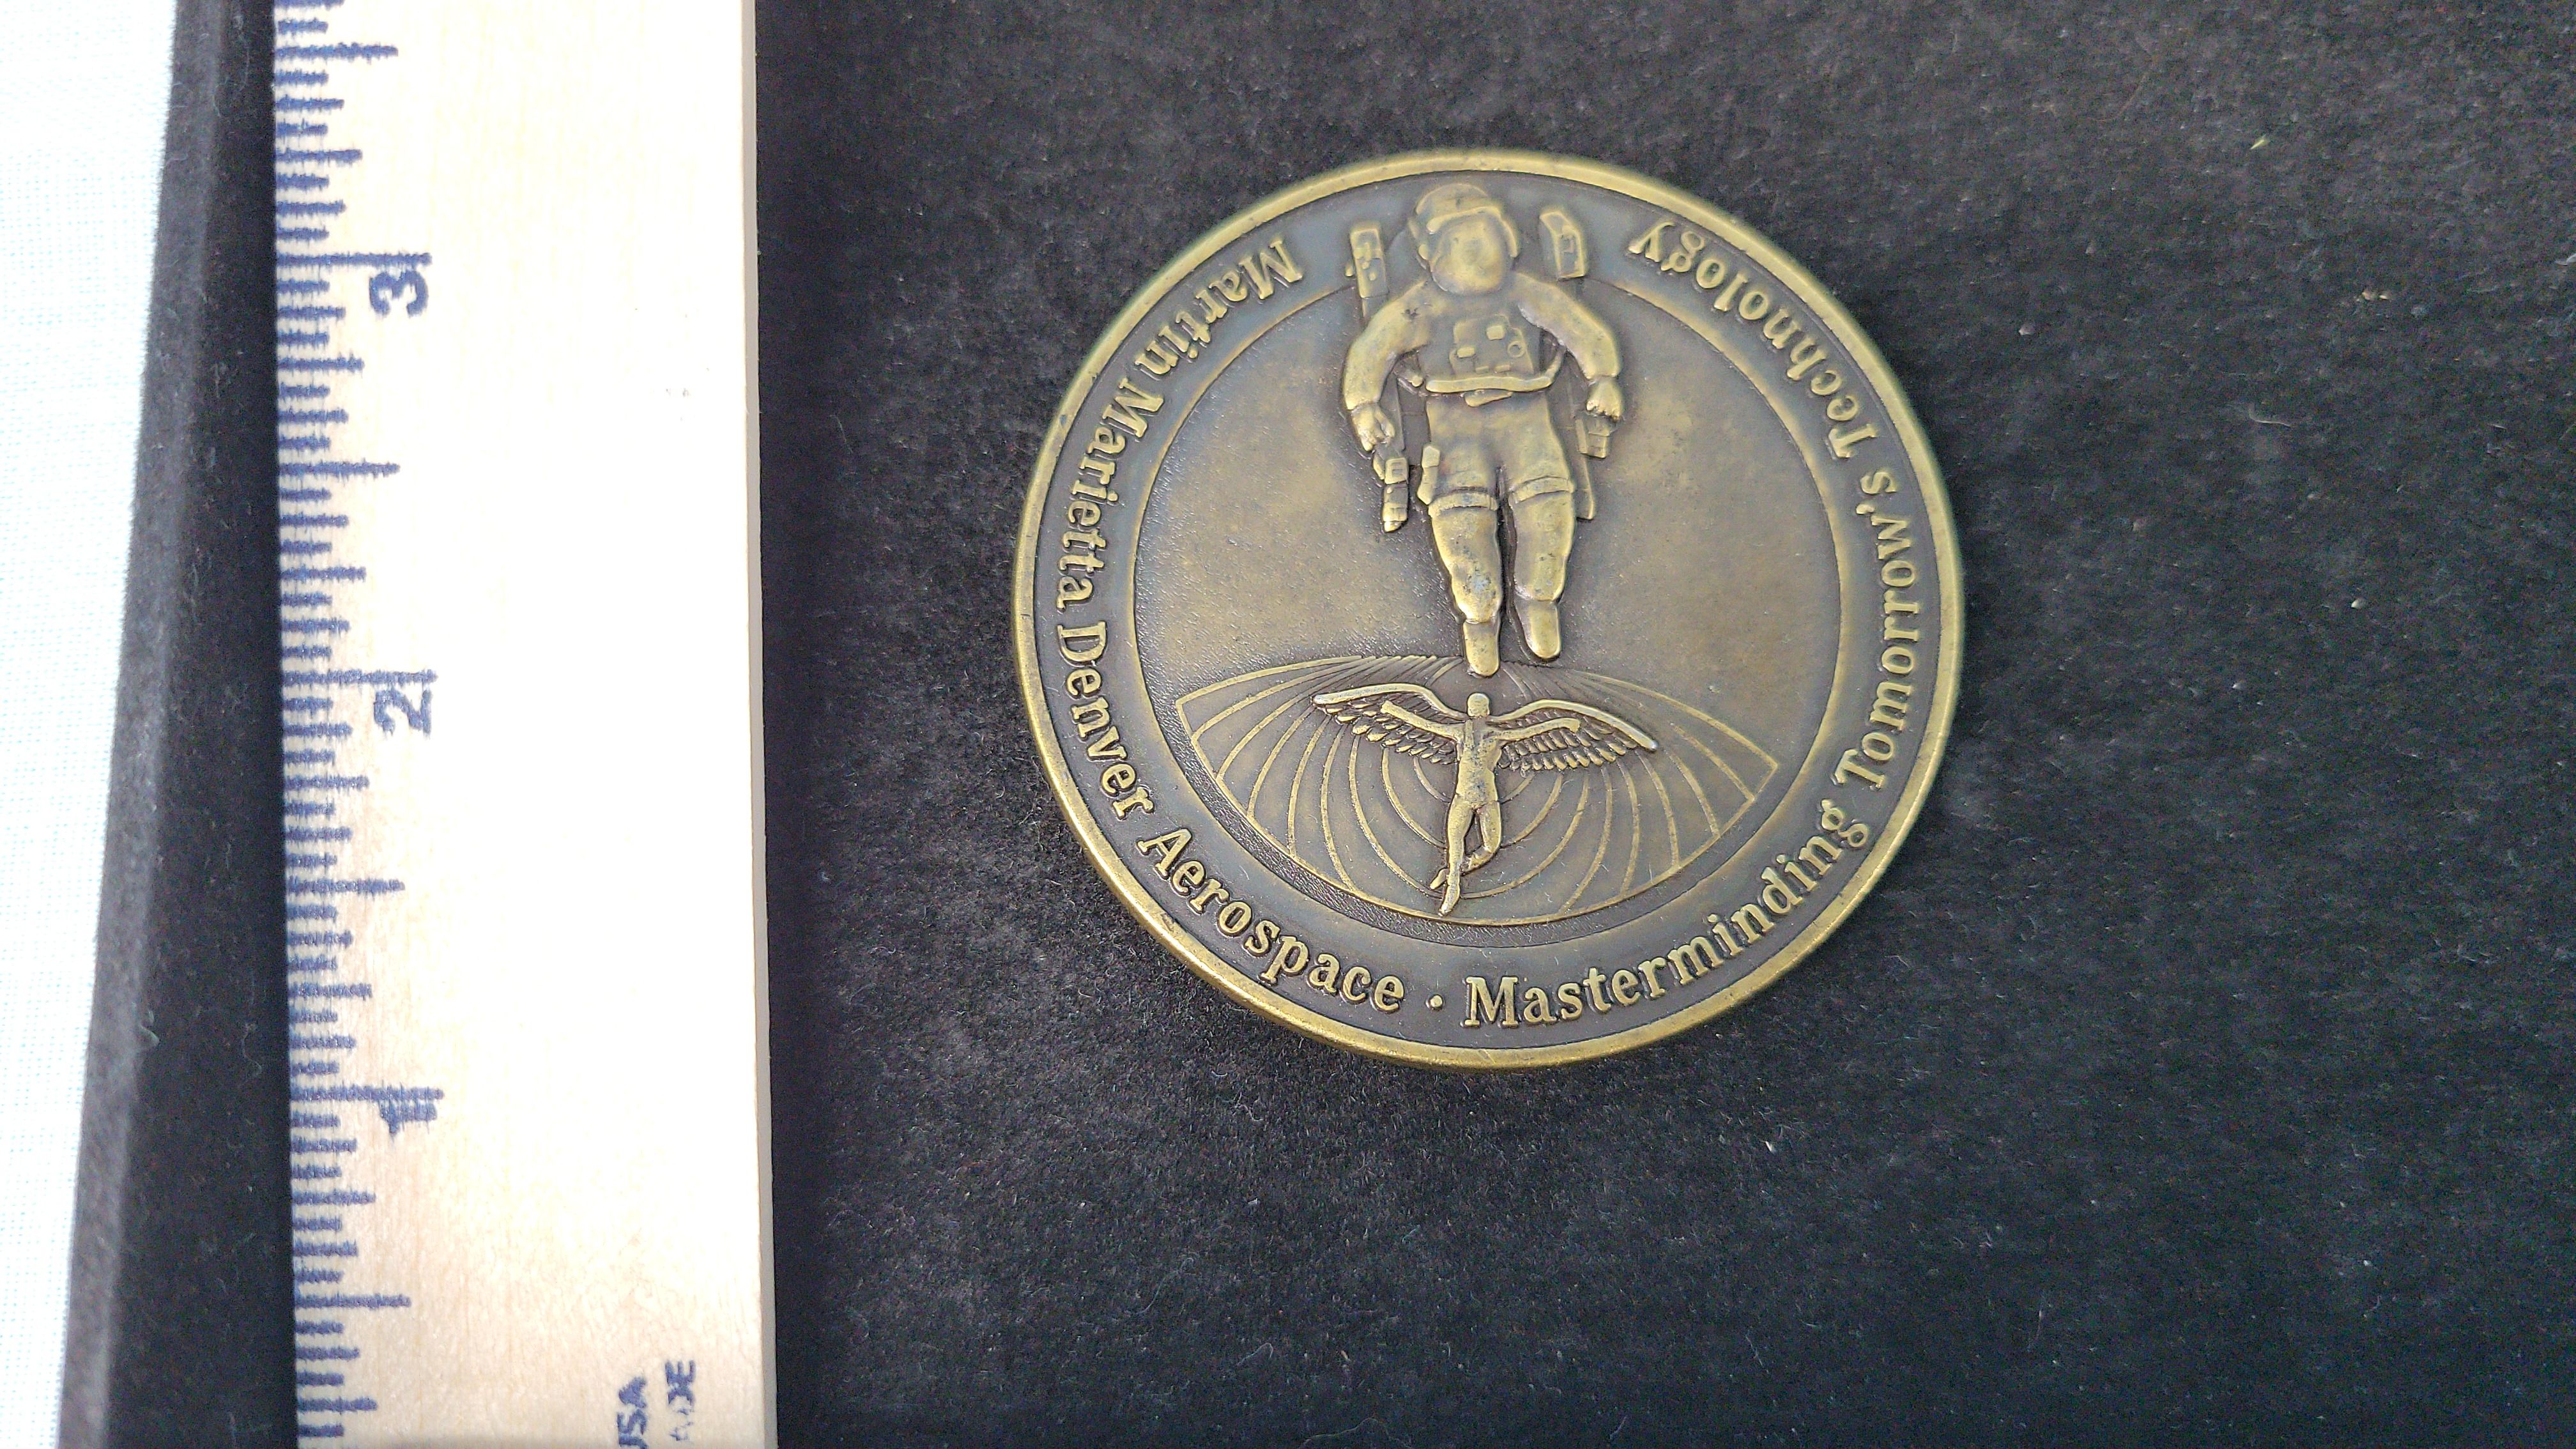 Martin Marietta Denver Aerospace · Masterminding Tomorrow's Technology
3
2
1
USA